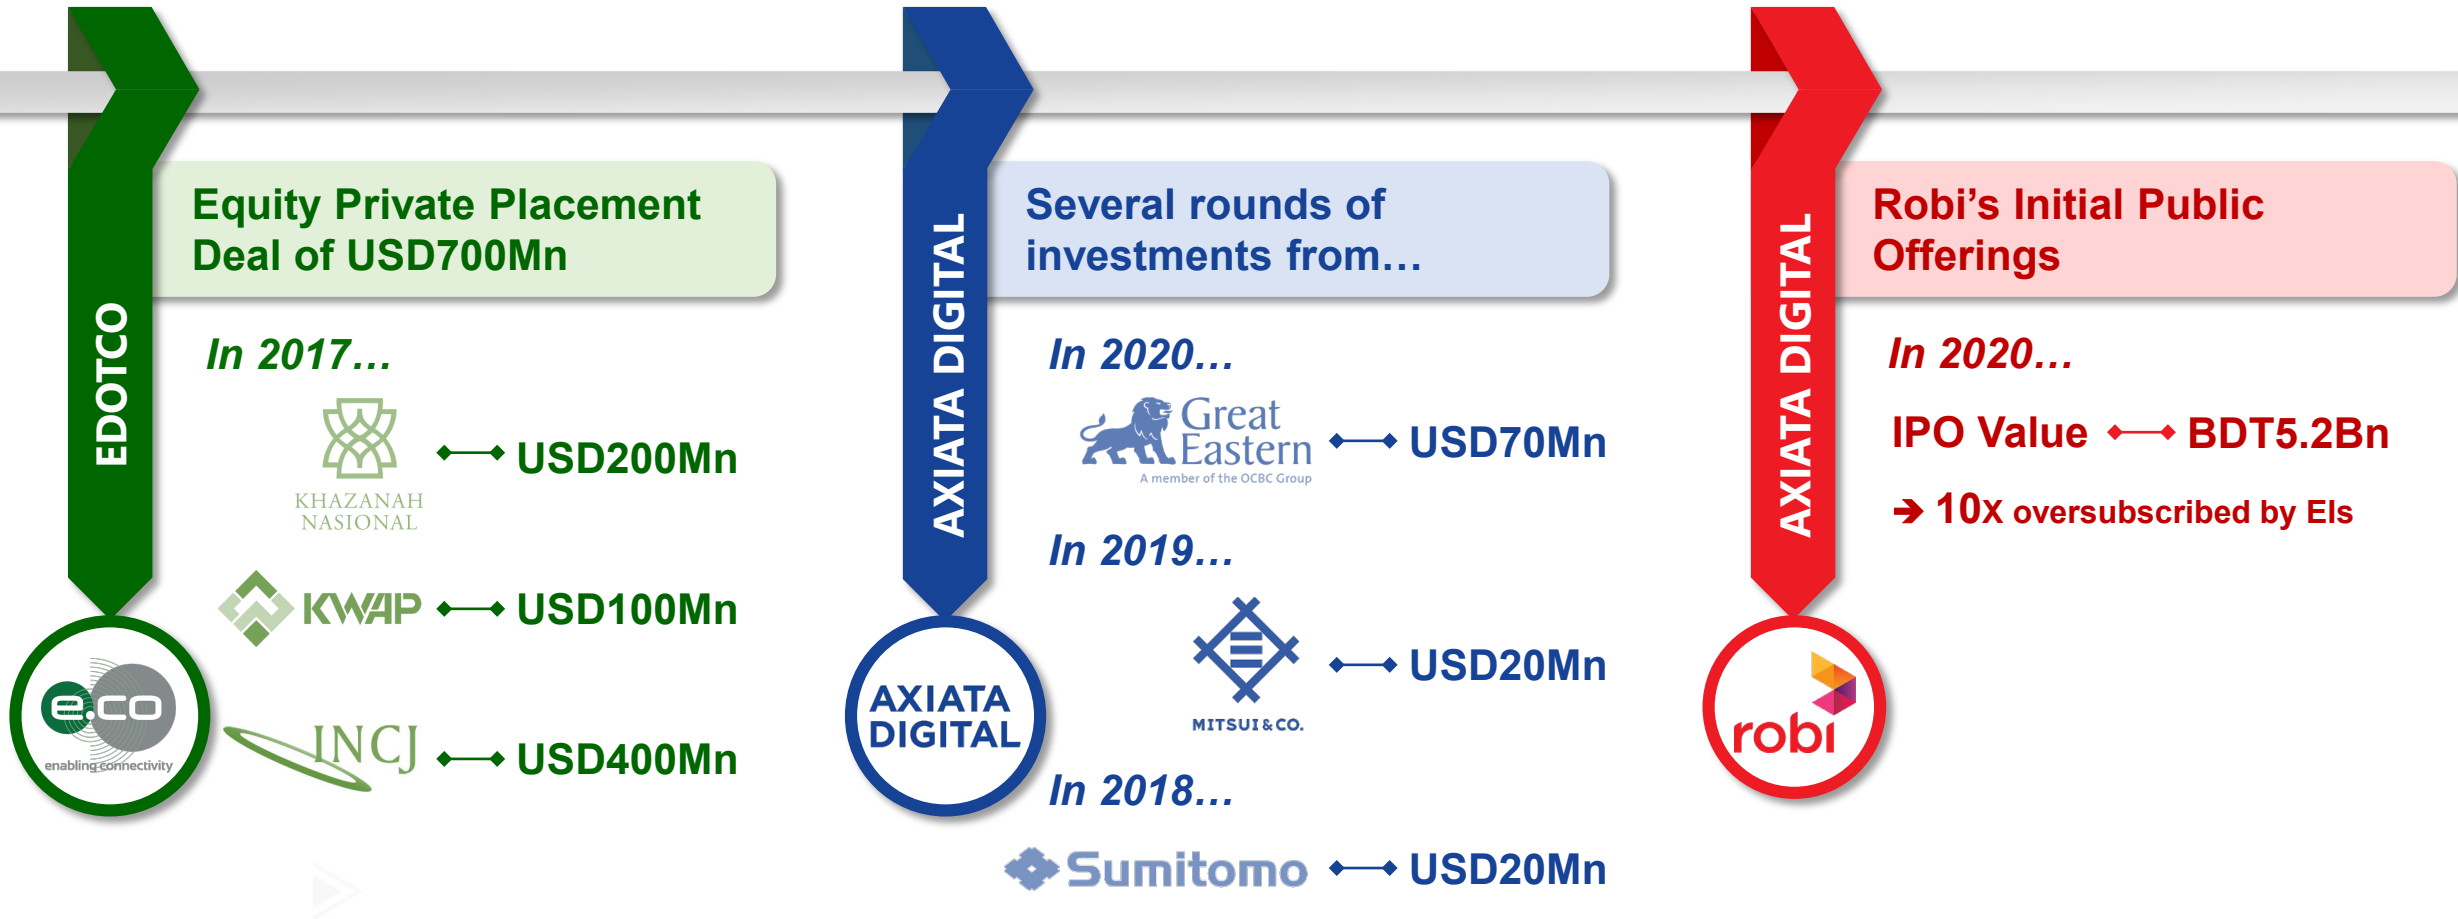 EDOTCO
Equity Private Placement
Deal of USD700Mn
In 2017…
KHAZANAH
NASIONAL
USD200Mn
KWAP
USD100Mn
INCJ
USD400Mn
e.co
enabling connectivity
AXIATA DIGITAL
Several rounds of
investments from…
In 2020…
Great
Eastern
A member of the OCBC Group
USD70Mn
In 2019…
MITSUI & CO.
USD20Mn
In 2018…
Sumitomo
USD20Mn
AXIATA
DIGITAL
AXIATA DIGITAL
Robi’s Initial Public
Offerings
In 2020…
IPO Value
BDT5.2Bn
➔ 10X oversubscribed by EIs
robi